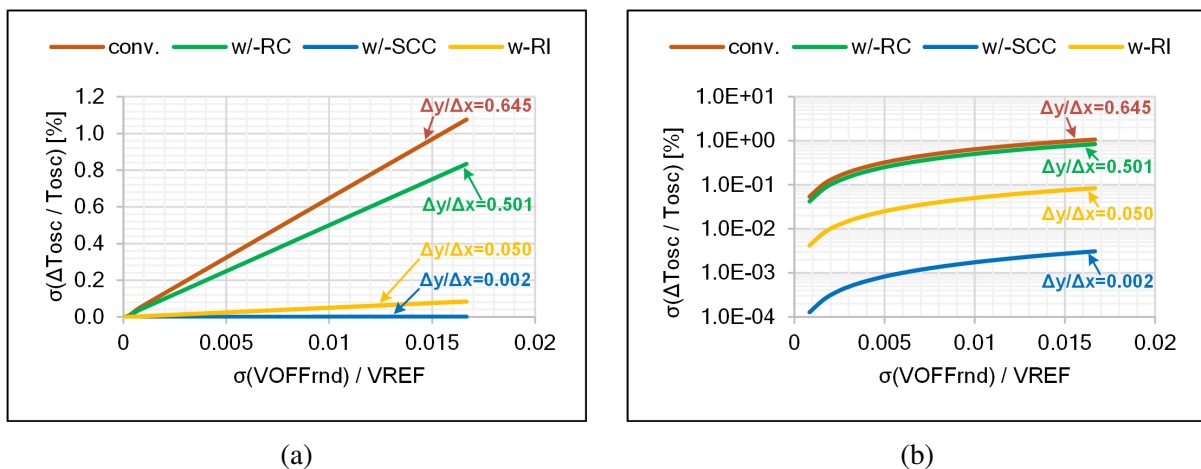 conv. w/-RC w/-SCC w-RI
1.2
1.0
0.8
0.6
0.4
0.2
0.0
σ(ΔTosc / Tosc) [%]
Δy/Δx=0.645
Δy/Δx=0.501
Δy/Δx=0.050
Δy/Δx=0.002
0 0.005 0.01 0.015 0.02
σ(VOFFrnd) / VREF
(a)
conv. w/-RC w/-SCC w-RI
1.0E+01
1.0E+00
1.0E-01
1.0E-02
1.0E-03
1.0E-04
σ(ΔTosc / Tosc) [%]
Δy/Δx=0.645
Δy/Δx=0.501
Δy/Δx=0.050
Δy/Δx=0.002
0 0.005 0.01 0.015 0.02
σ(VOFFrnd) / VREF
(b)